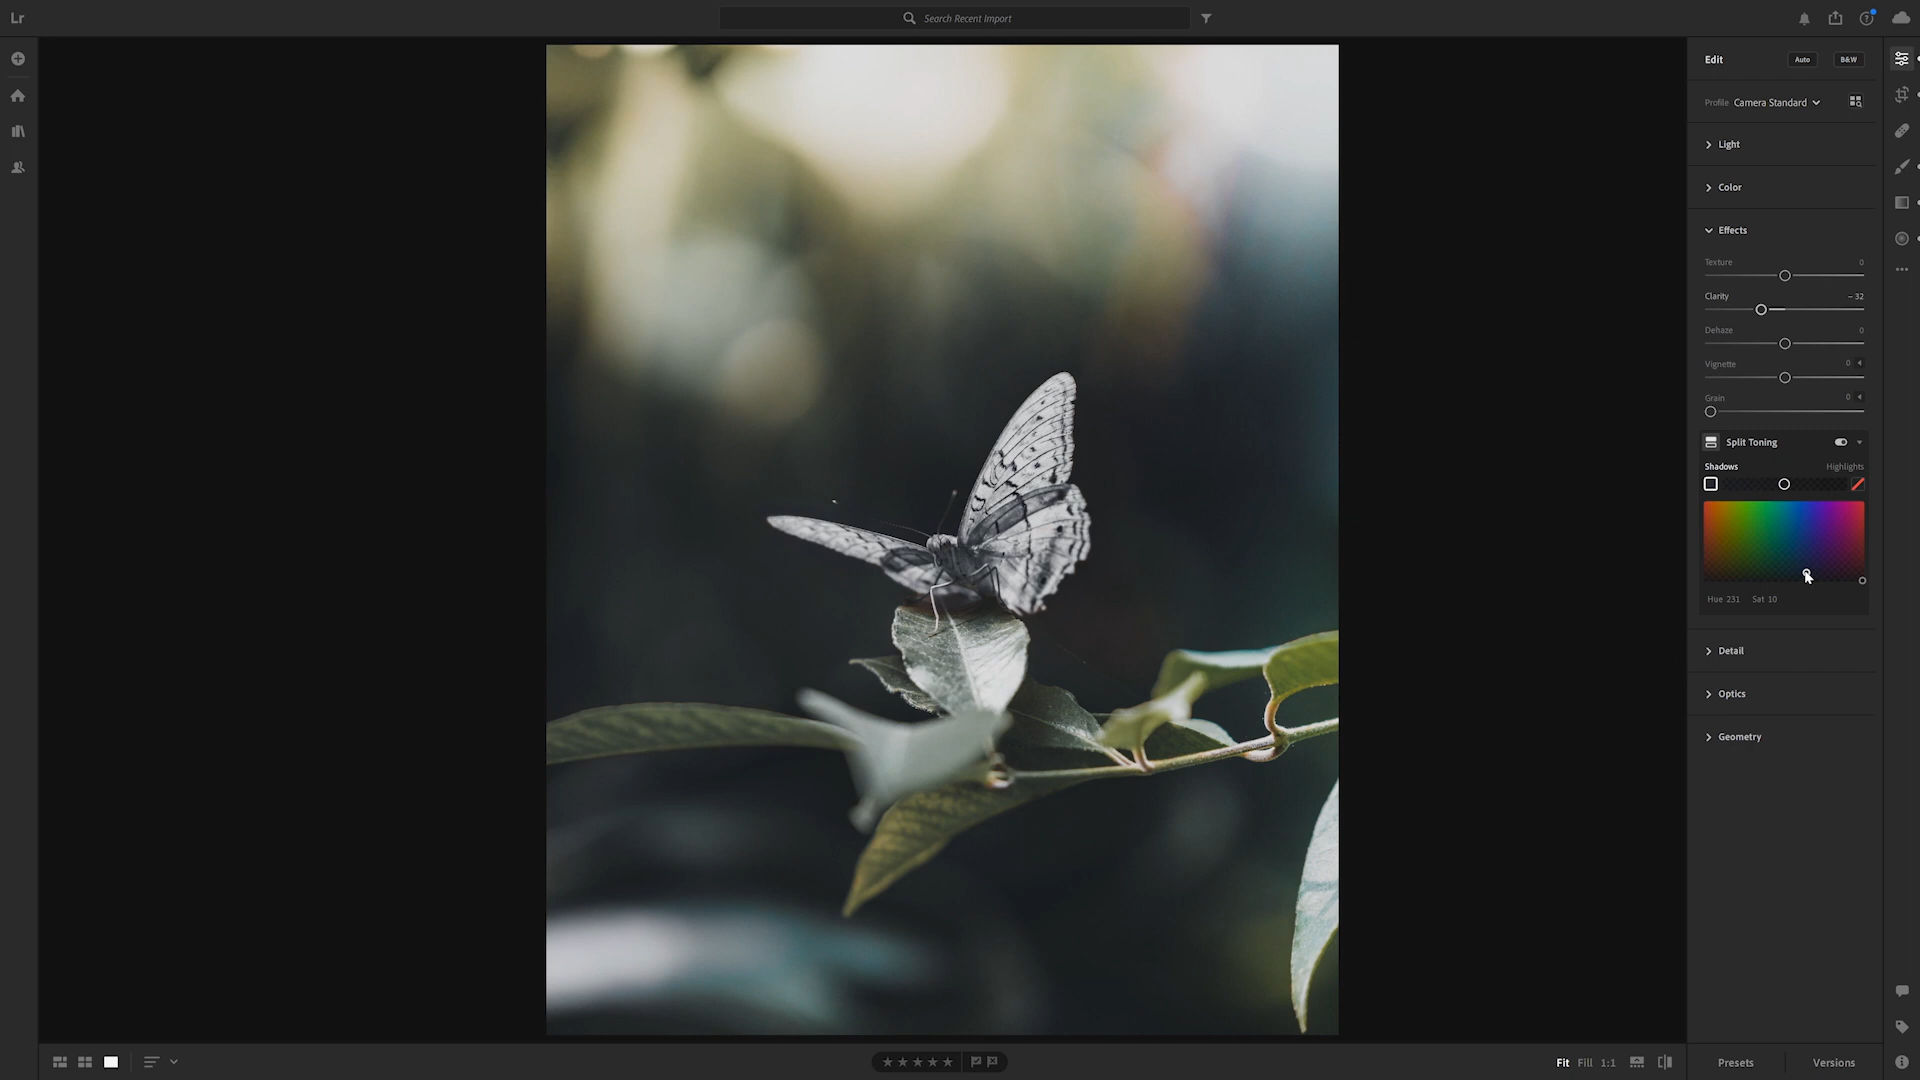 Lr
Search Recent Import
Edit
Auto
B&W
Profile Camera Standard
Light
Color
Effects
Texture 0
Clarity – 32
Dehaze 0
Vignette 0
Grain 0
Split Toning
Shadows Highlights
Hue 231 Sat 10
Detail
Optics
Geometry
Fit Fill 1:1
Presets Versions